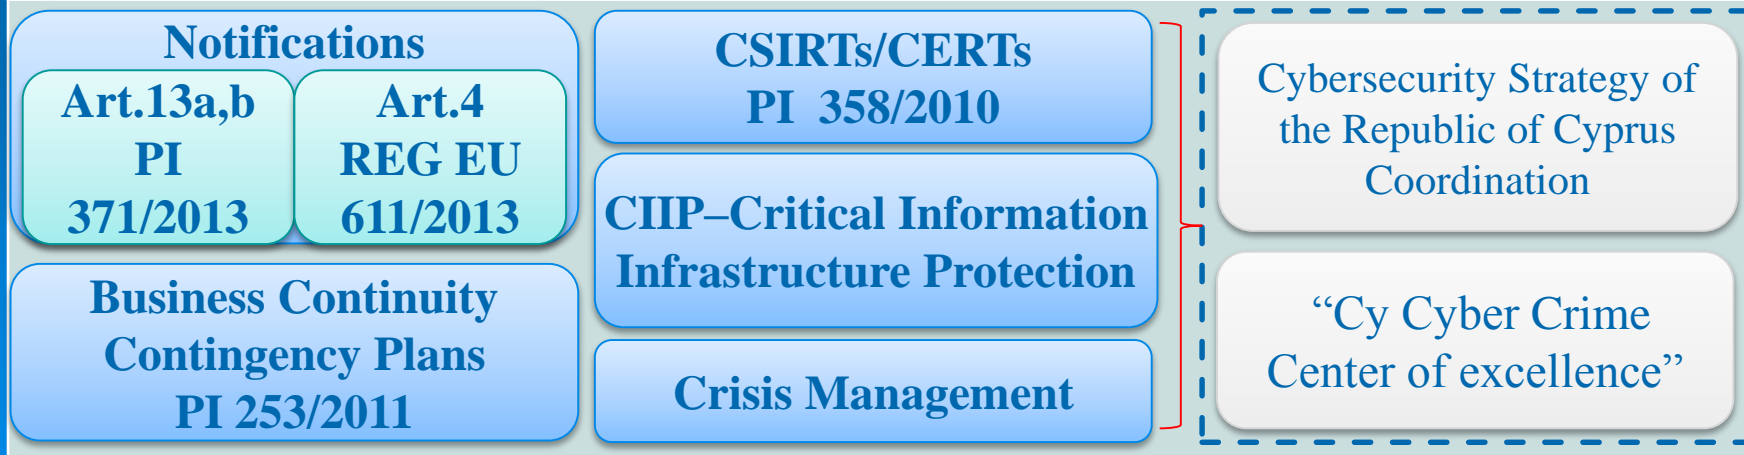 Notifications
Art.13a,b
PI
371/2013
Art.4
REG EU
611/2013
Business Continuity
Contingency Plans
PI 253/2011
CSIRTs/CERTs
PI 358/2010
CIIP–Critical Information
Infrastructure Protection
Crisis Management
Cybersecurity Strategy of
the Republic of Cyprus
Coordination
“Cy Cyber Crime
Center of excellence”